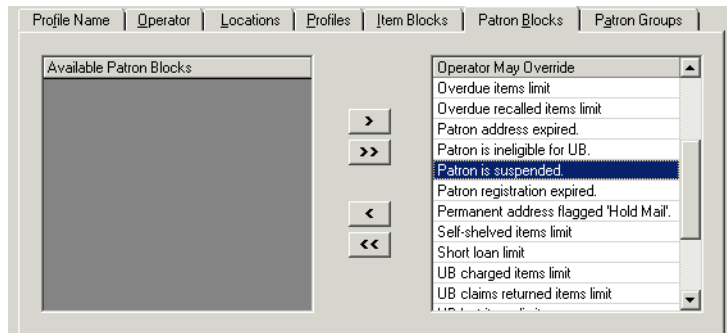 Profile Name Operator Locations Profiles Item Blocks Patron Blocks Patron Groups
Available Patron Blocks
>
>>
<
<<
Operator May Override
Overdue items limit
Overdue recalled items limit
Patron address expired.
Patron is ineligible for UB.
Patron is suspended.
Patron registration expired.
Permanent address flagged 'Hold Mail'.
Self-shelved items limit
Short loan limit
UB charged items limit
UB claims returned items limit